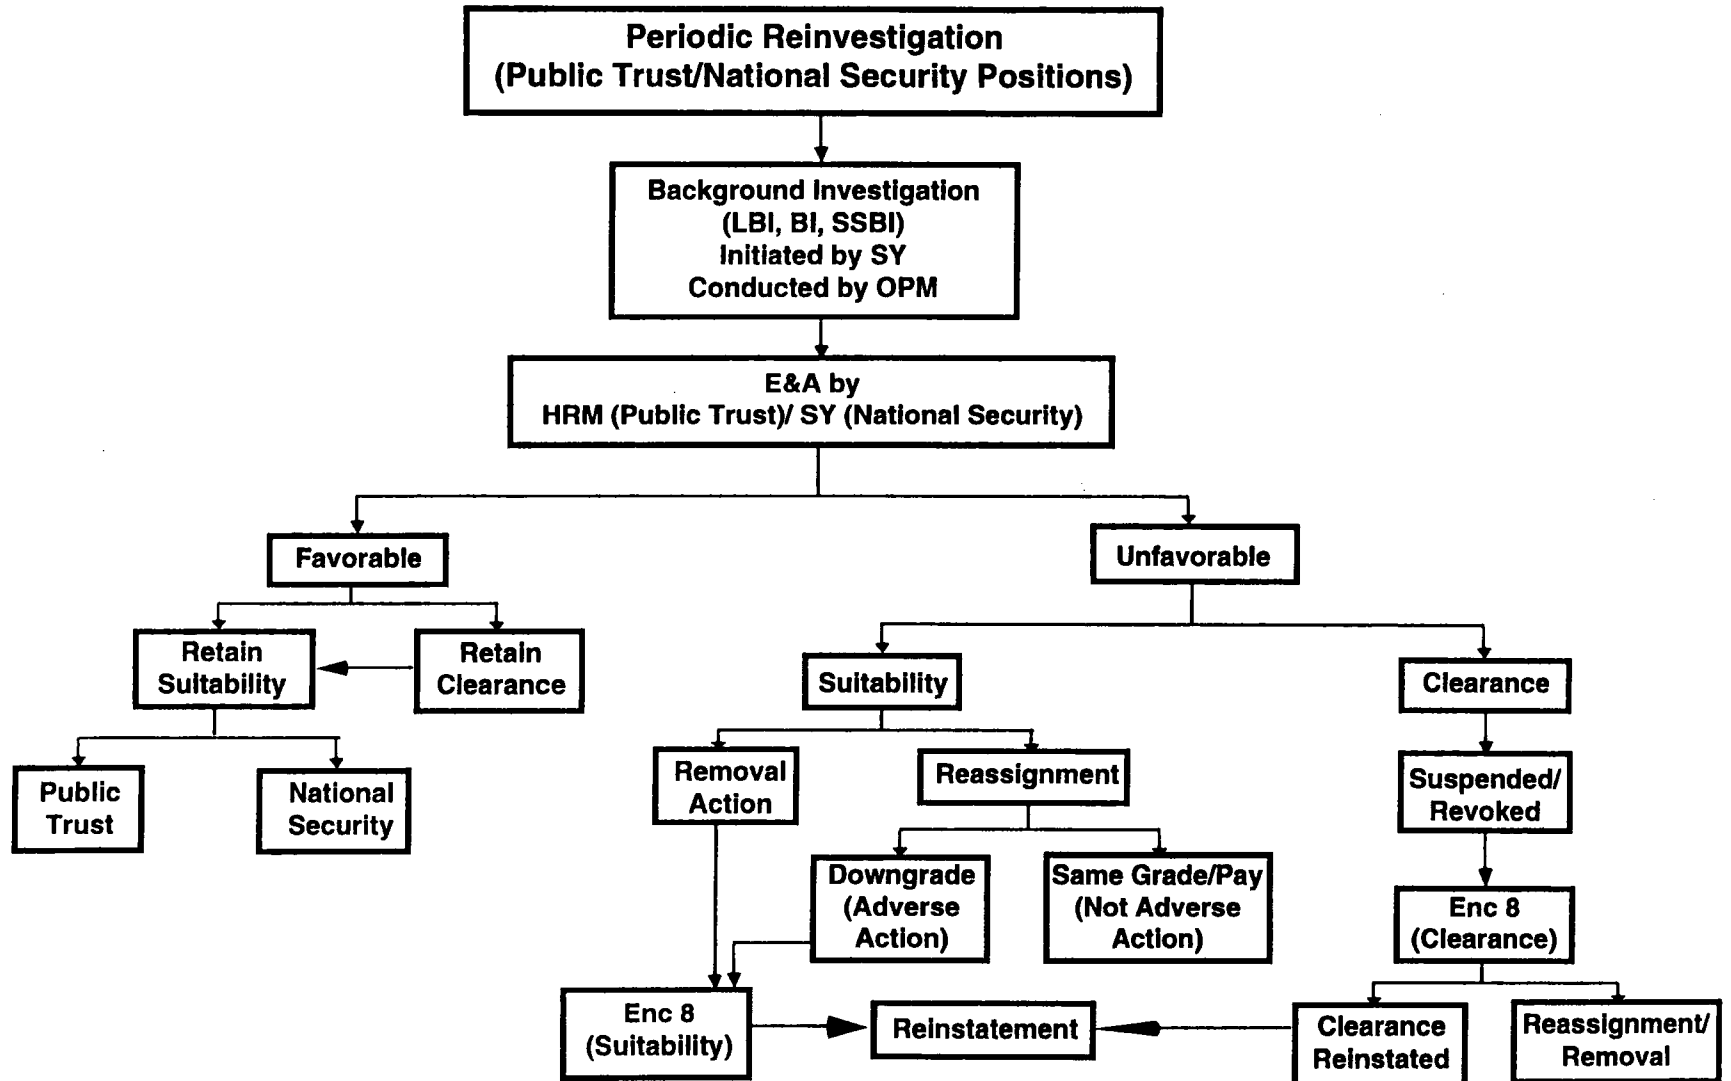 Periodic Reinvestigation
(Public Trust/National Security Positions)
Background Investigation
(LBI, BI, SSBI)
Initiated by SY
Conducted by OPM
E&A by
HRM (Public Trust)/ SY (National Security)
Favorable
Unfavorable
Retain
Suitability
Retain
Clearance
Suitability
Clearance
Public
Trust
National
Security
Removal
Action
Reassignment
Suspended/
Revoked
Downgrade
(Adverse
Action)
Same Grade/Pay
(Not Adverse
Action)
Enc 8
(Clearance)
Enc 8
(Suitability)
Reinstatement
Clearance
Reinstated
Reassignment/
Removal